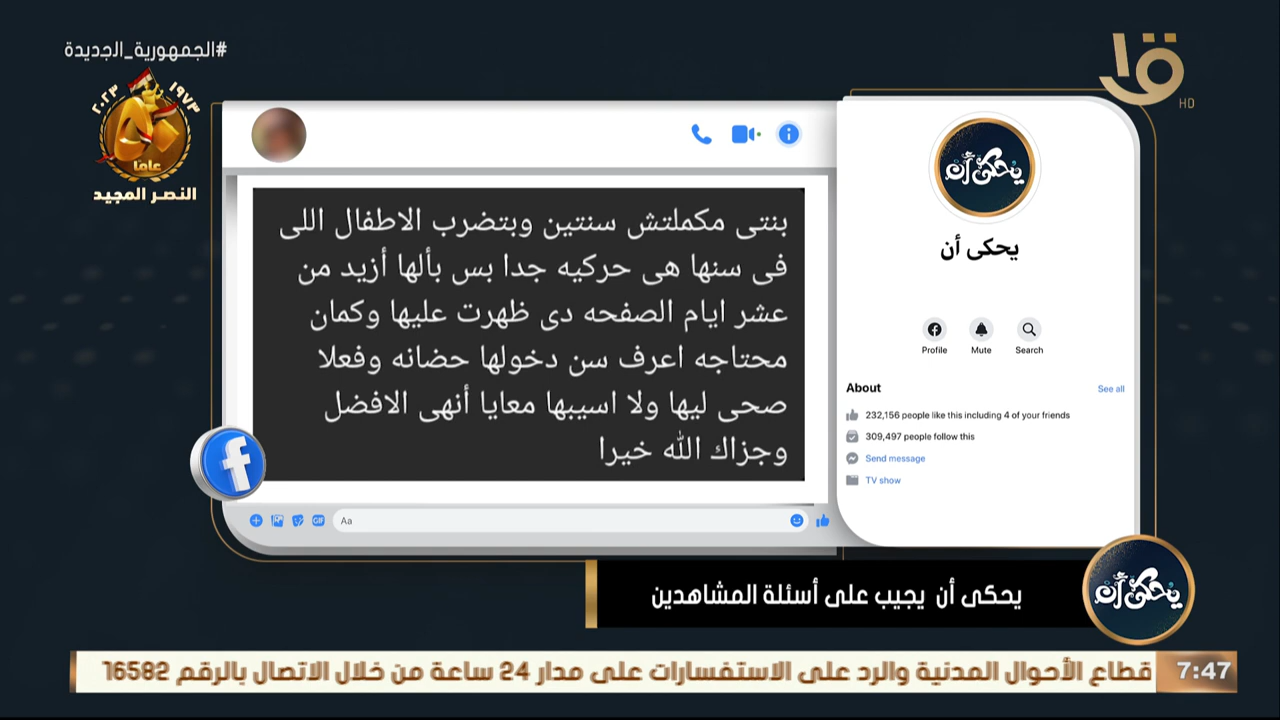 #الجمهورية_الجديدة
١٩٧٣
٢٠٢٣
٥٠
عامًا
النصر المجيد
HD
بنتى مكملتش سنتين وبتضرب الاطفال اللى
فى سنها هى حركيه جدا بس بألها أزيد من
عشر ايام الصفحه دى ظهرت عليها وكمان
محتاجه اعرف سن دخولها حضانه وفعلا
صحى ليها ولا اسيبها معايا أنهى الافضل
وجزاك الله خيرا
GIF
Aa
يحكى أن
يحكى أن
Profile
Mute
Search
About
See all
232,156 people like this including 4 of your friends
309,497 people follow this
Send message
TV show
يحكى أن يجيب على أسئلة المشاهدين
يحكى أن
7:47
قطاع الأحوال المدنية والرد على الاستفسارات على مدار 24 ساعة من خلال الاتصال بالرقم 16582